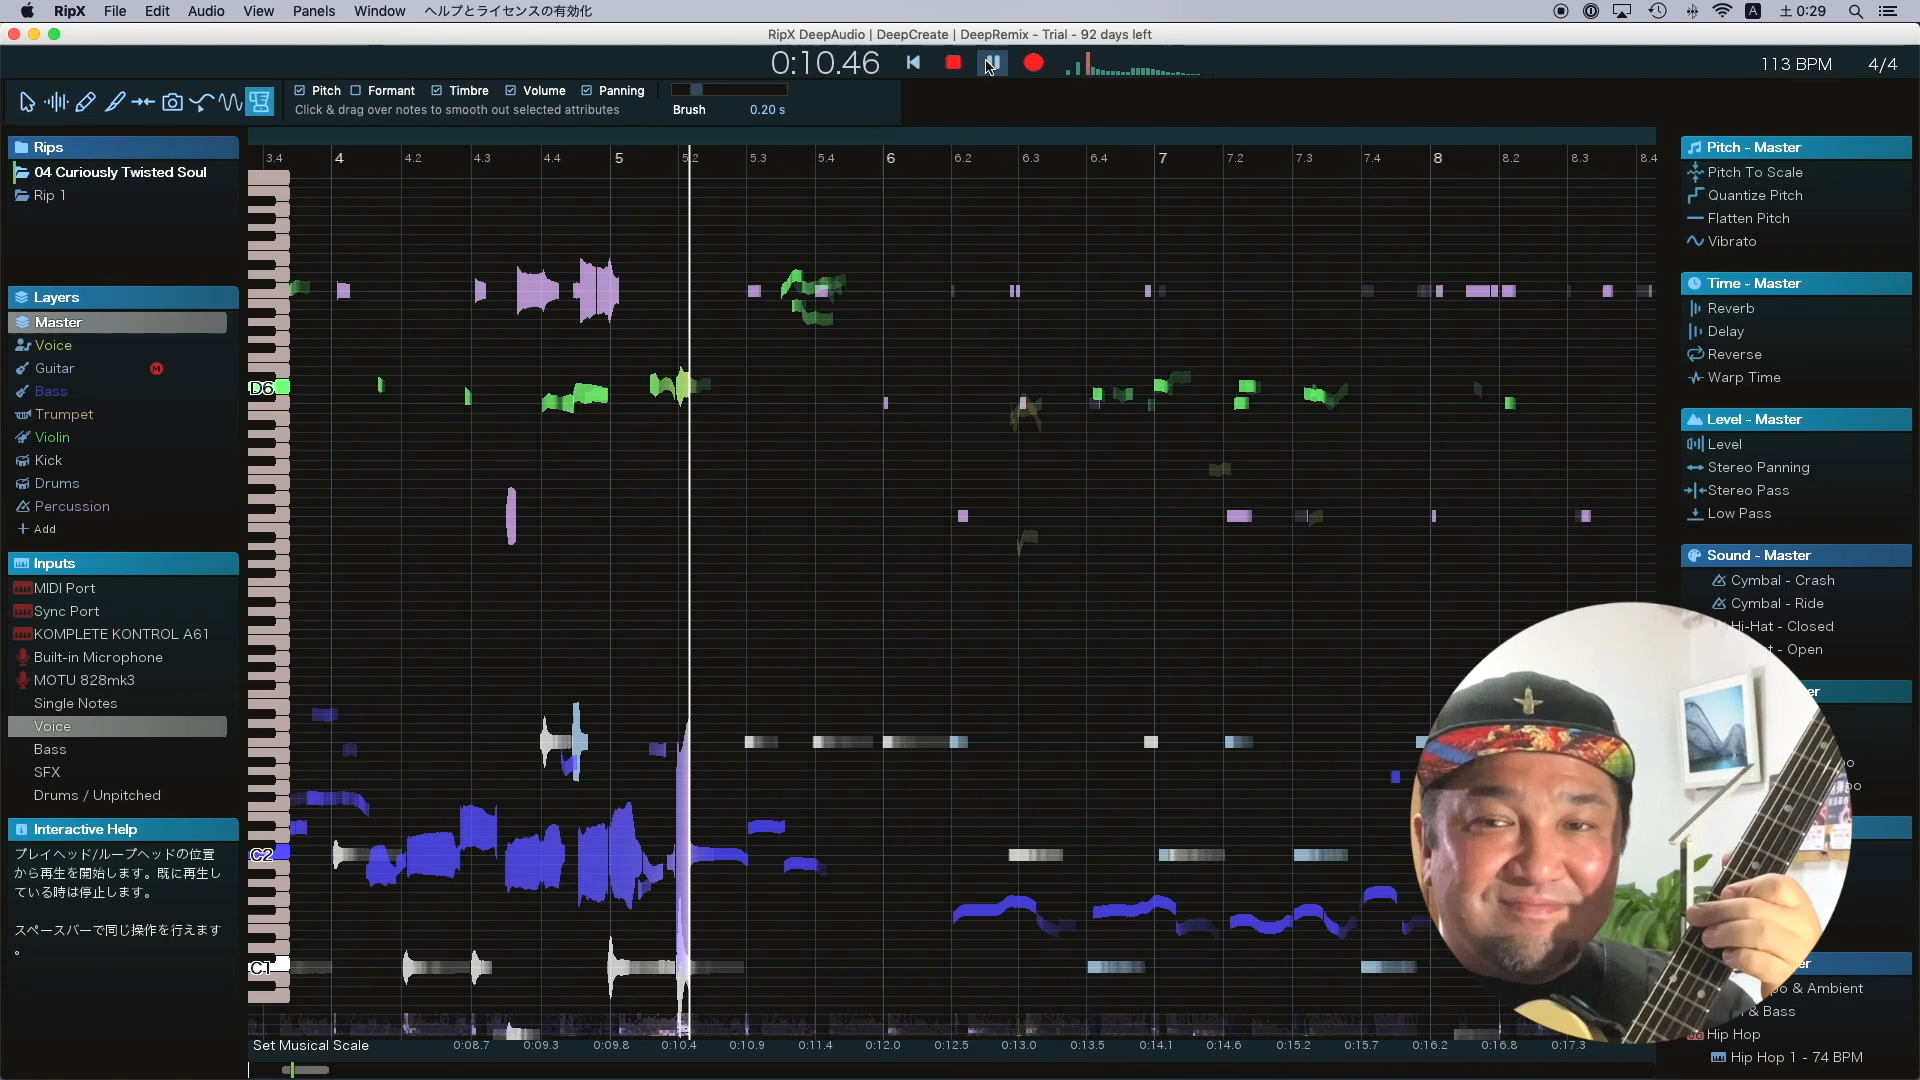 RipX File Edit Audio View Panels Window ヘルプとライセンスの有効化
A 土 0:29
RipX DeepAudio | DeepCreate | DeepRemix - Trial - 92 days left
0:10.46
113 BPM 4/4
Pitch Formant Timbre Volume Panning
Click & drag over notes to smooth out selected attributes
Brush 0.20 s
Rips
04 Curiously Twisted Soul
Rip 1
Layers
Master
Voice
Guitar M
Bass
Trumpet
Violin
Kick
Drums
Percussion
+ Add
Inputs
MIDI Port
Sync Port
KOMPLETE KONTROL A61
Built-in Microphone
MOTU 828mk3
Single Notes
Voice
Bass
SFX
Drums / Unpitched
Interactive Help
プレイヘッド/ループヘッドの位置
から再生を開始します。既に再生し
ている時は停止します。
スペースバーで同じ操作を行えます
。
3.4 4 4.2 4.3 4.4 5 5.2 5.3 5.4 6 6.2 6.3 6.4 7 7.2 7.3 7.4 8 8.2 8.3 8.4
D6
C2
C1
Set Musical Scale
0:08.7 0:09.3 0:09.8 0:10.4 0:10.9 0:11.4 0:12.0 0:12.5 0:13.0 0:13.5 0:14.1 0:14.6 0:15.2 0:15.7 0:16.2 0:16.8 0:17.3
Pitch - Master
Pitch To Scale
Quantize Pitch
Flatten Pitch
Vibrato
Time - Master
Reverb
Delay
Reverse
Warp Time
Level - Master
Level
Stereo Panning
Stereo Pass
Low Pass
Sound - Master
Cymbal - Crash
Cymbal - Ride
Hi-Hat - Closed
- Open
& Ambient
& Bass
Hip Hop
Hip Hop 1 - 74 BPM